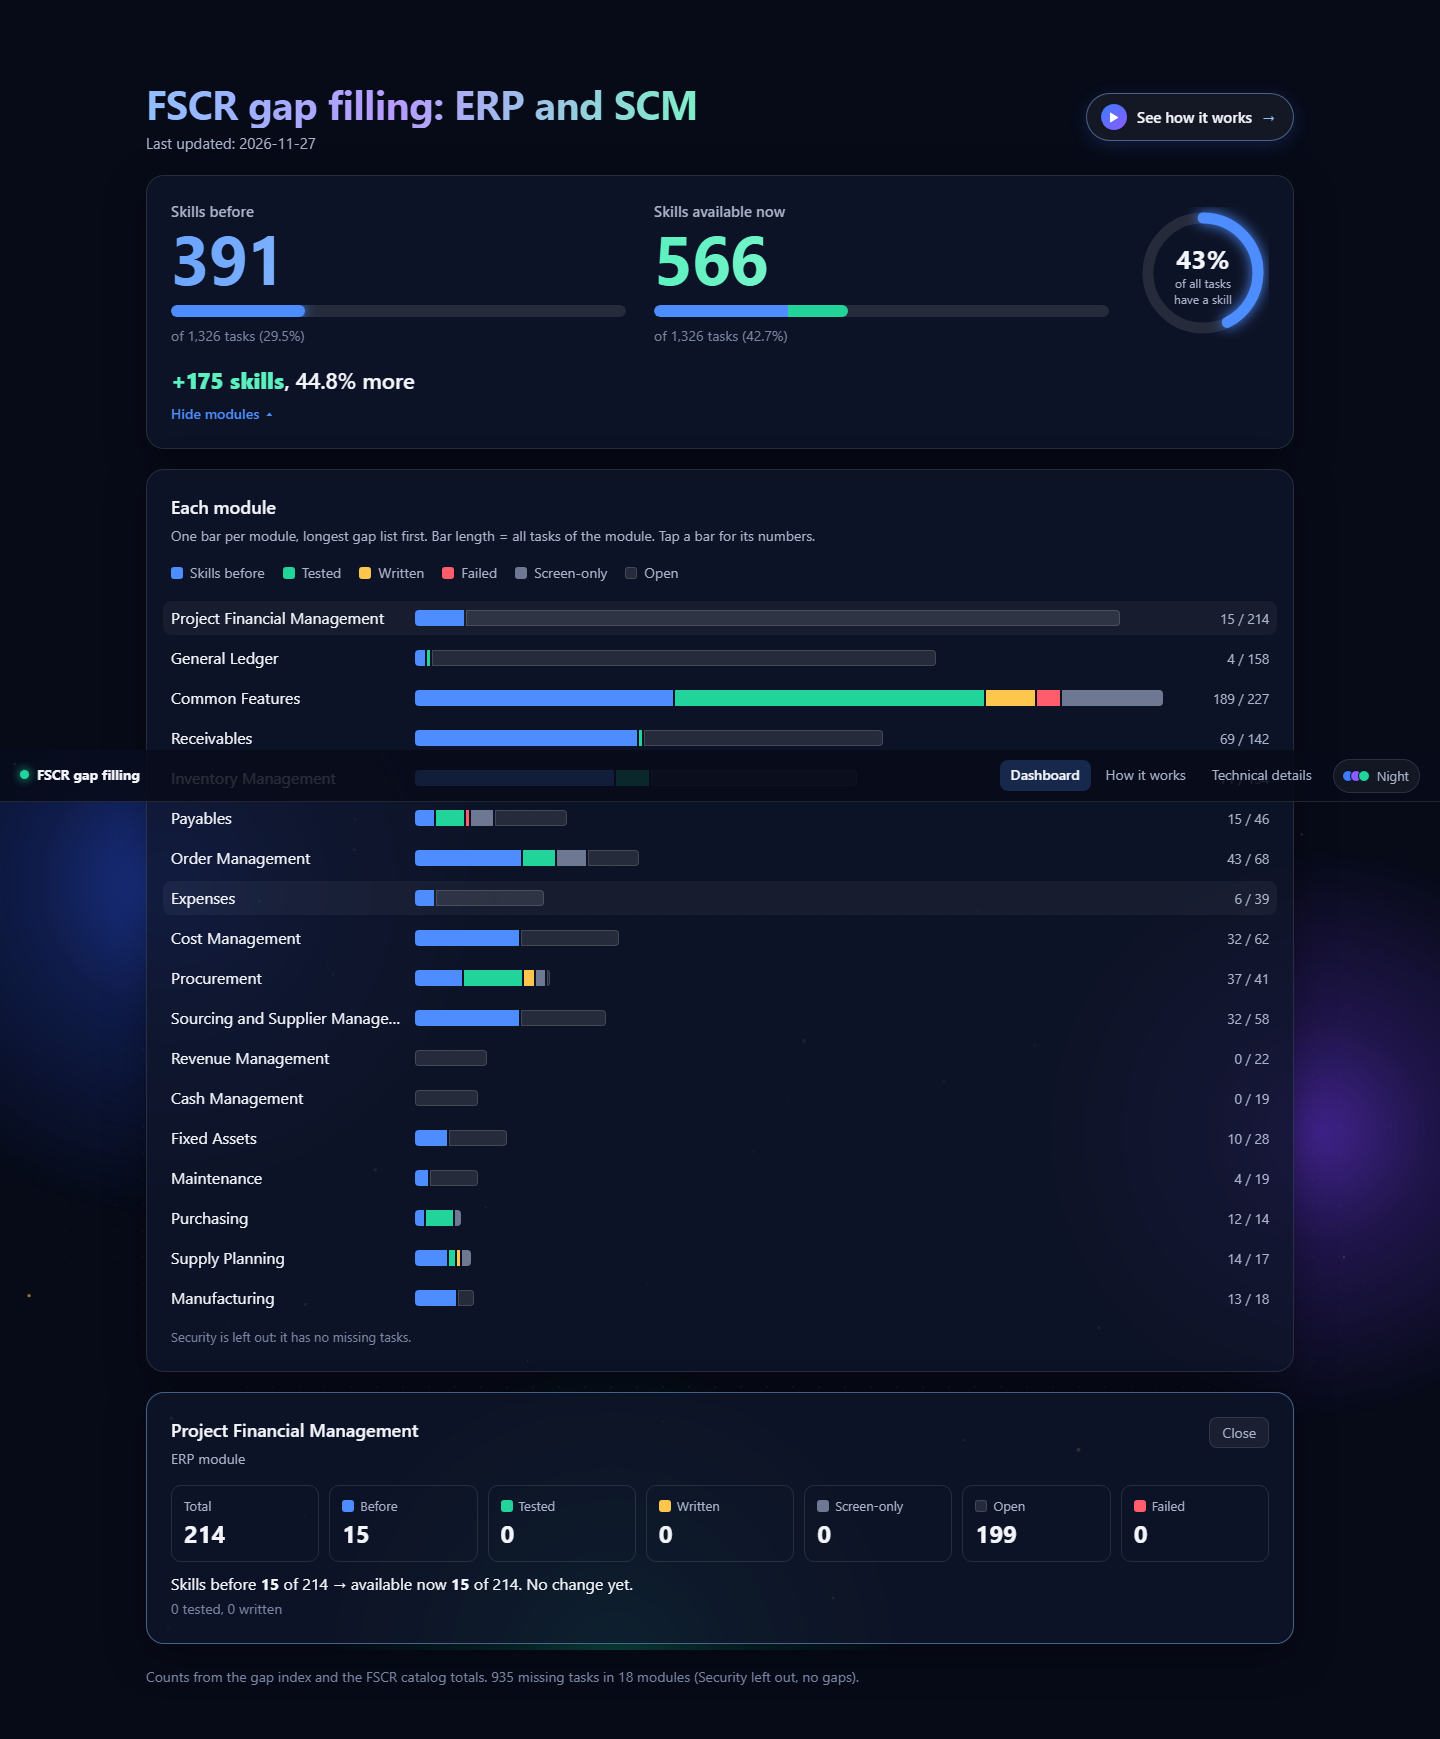 FSCR gap filling: ERP and SCM
Last updated: 2026-11-27
See how it works →
Skills before
391
of 1,326 tasks (29.5%)
Skills available now
566
of 1,326 tasks (42.7%)
43%
of all tasks
have a skill
+175 skills, 44.8% more
Hide modules
Each module
One bar per module, longest gap list first. Bar length = all tasks of the module. Tap a bar for its numbers.
Skills before Tested Written Failed Screen-only Open
Project Financial Management 15 / 214
General Ledger 4 / 158
Common Features 189 / 227
Receivables 69 / 142
FSCR gap filling Dashboard How it works Technical details Night
Inventory Management
Payables 15 / 46
Order Management 43 / 68
Expenses 6 / 39
Cost Management 32 / 62
Procurement 37 / 41
Sourcing and Supplier Manage... 32 / 58
Revenue Management 0 / 22
Cash Management 0 / 19
Fixed Assets 10 / 28
Maintenance 4 / 19
Purchasing 12 / 14
Supply Planning 14 / 17
Manufacturing 13 / 18
Security is left out: it has no missing tasks.
Project Financial Management
Close
ERP module
Total Before Tested Written Screen-only Open Failed
214 15 0 0 0 199 0
Skills before 15 of 214 → available now 15 of 214. No change yet.
0 tested, 0 written
Counts from the gap index and the FSCR catalog totals. 935 missing tasks in 18 modules (Security left out, no gaps).